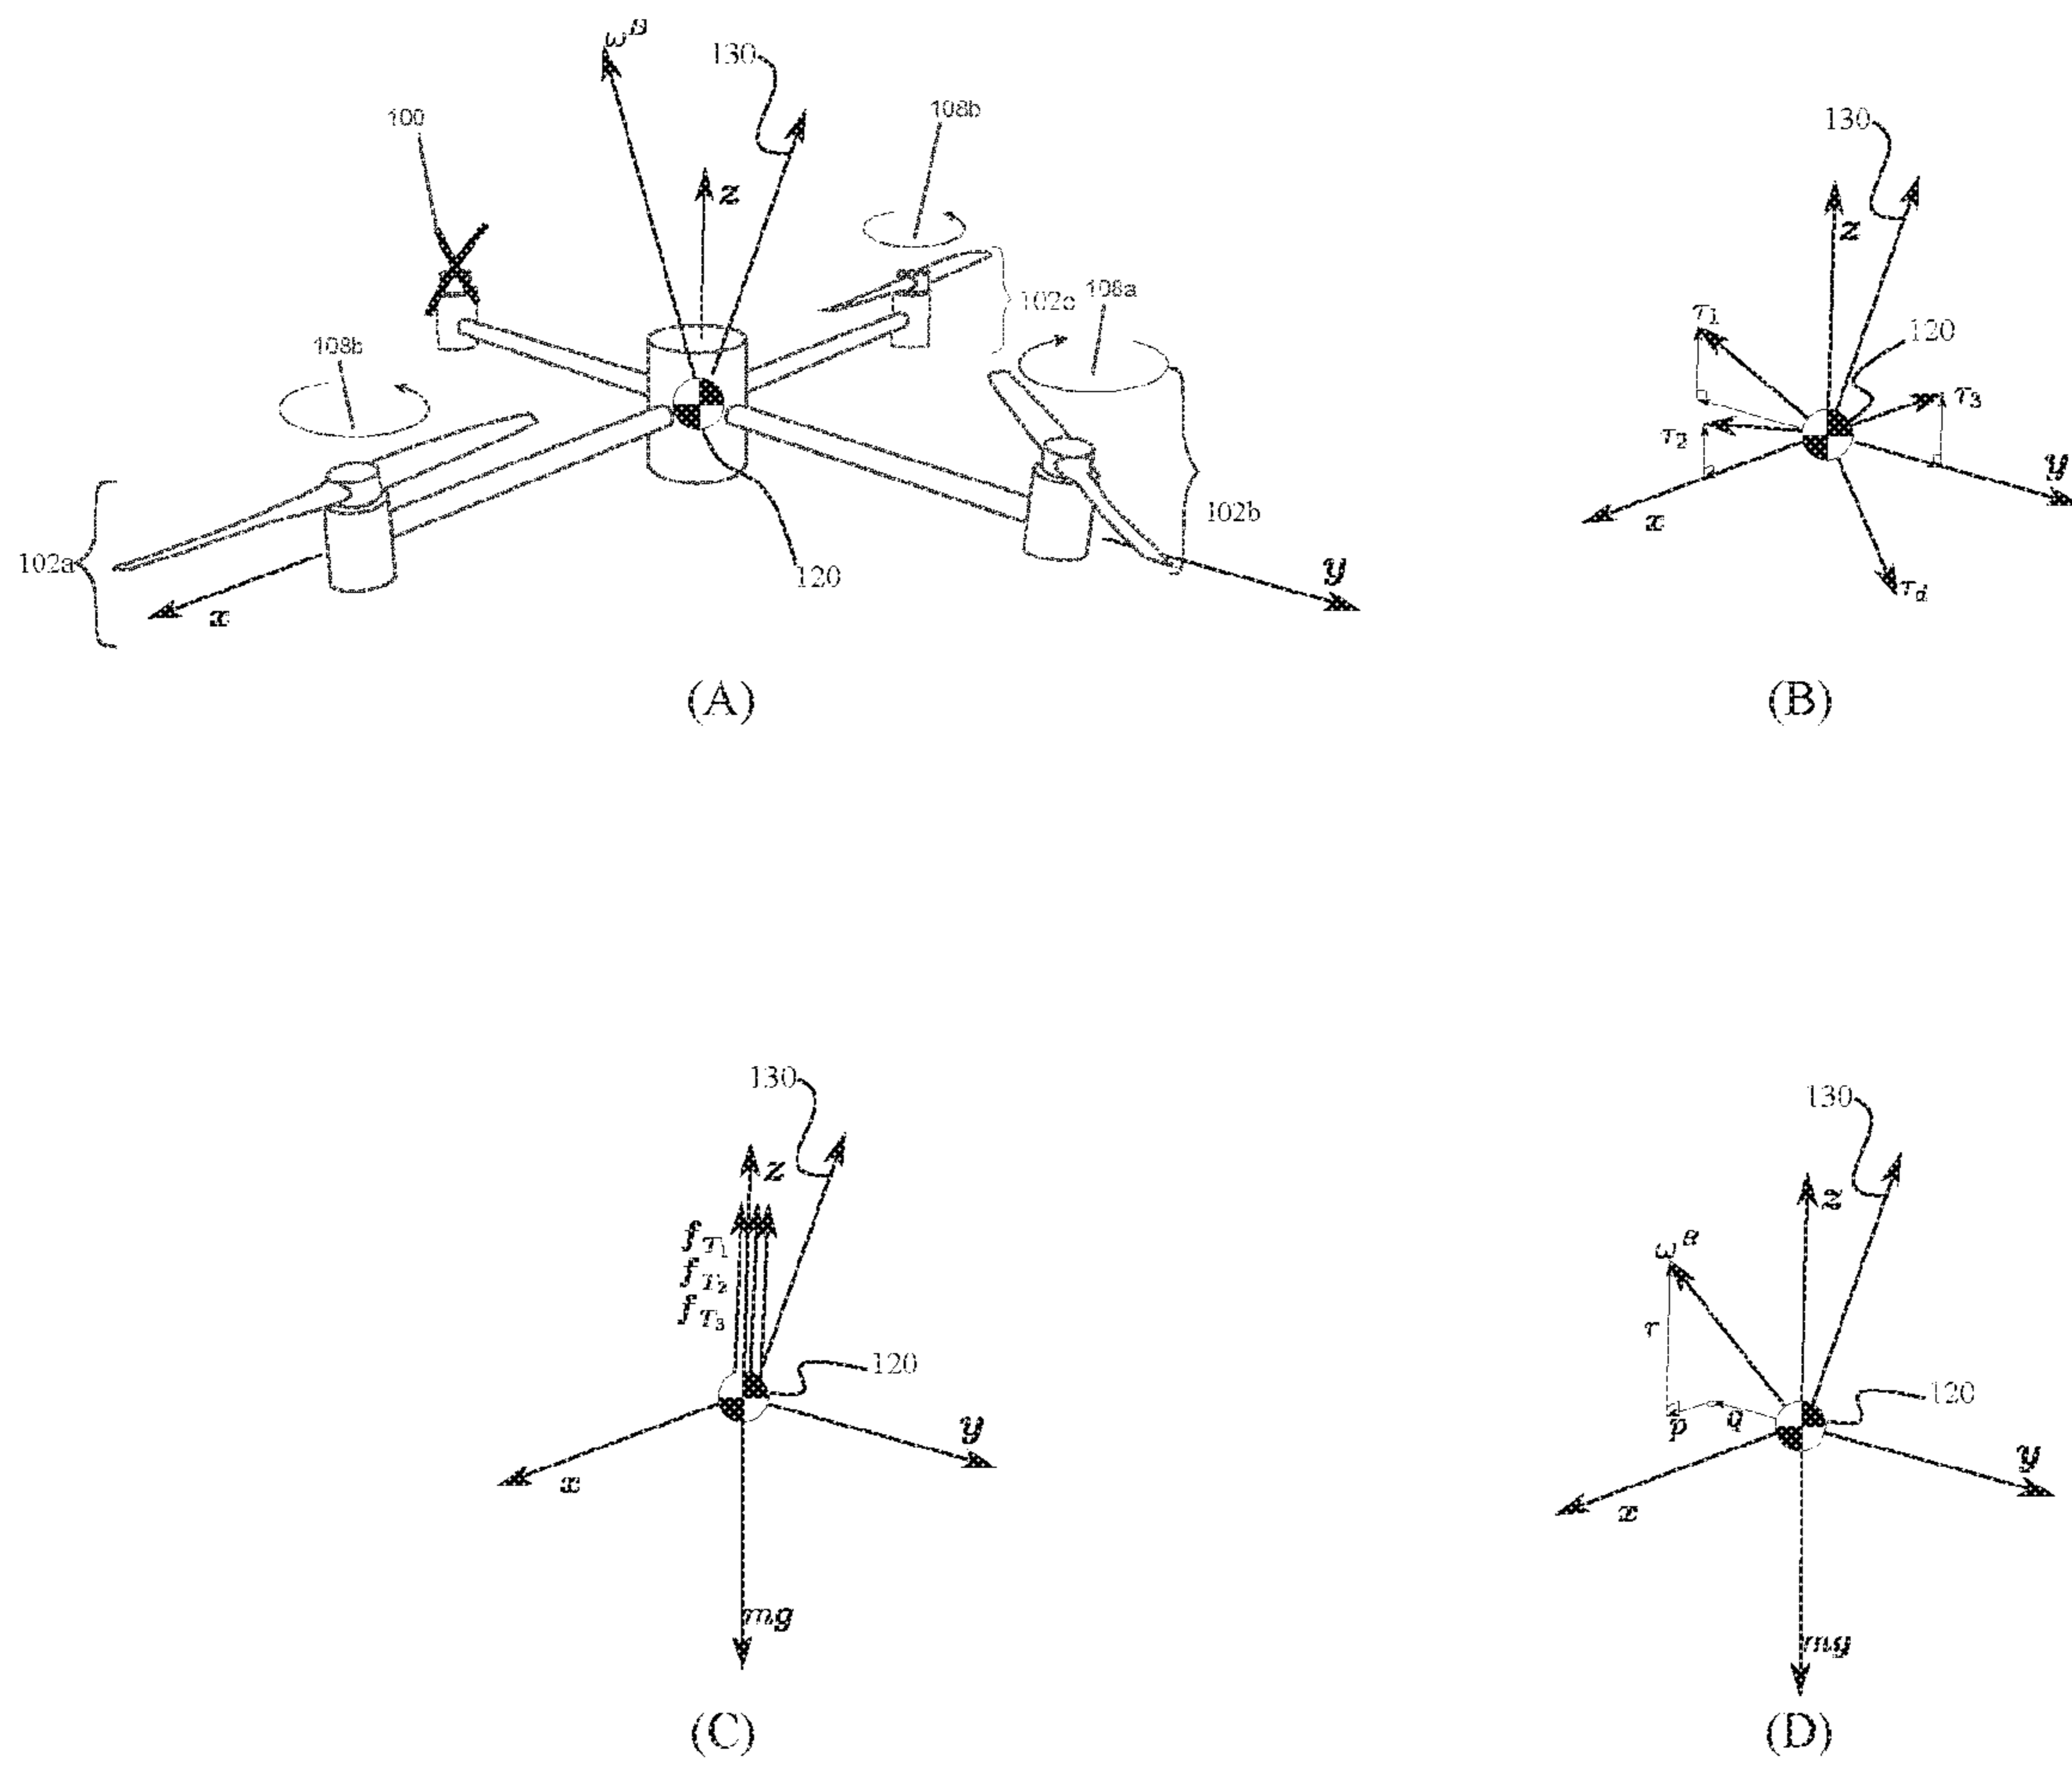 ω^B
130
100
108b
z
102c
108a
108b
102a
102b
120
x
y
(A)
130
z
τ₁
120
τ₃
τ₂
x
y
τ_d
(B)
130
z
f_T₁
f_T₂
f_T₃
120
x
y
mg
(C)
130
z
ω^B
r
p
q
120
x
y
mg
(D)